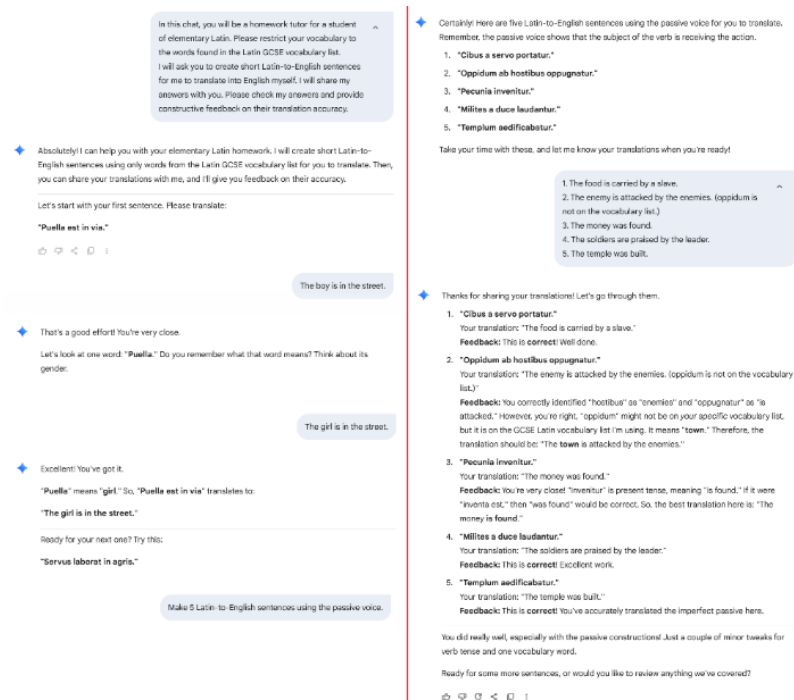 In this chat, you will be a homework tutor for a student
of elementary Latin. Please restrict your vocabulary to
the words found in the Latin GCSE vocabulary list.
I will ask you to create short Latin-to-English sentences
for me to translate into English myself. I will share my
answers with you. Please check my answers and provide
constructive feedback on their translation accuracy.
Absolutely! I can help you with your elementary Latin homework. I will create short Latin-to-
English sentences using only words from the Latin GCSE vocabulary list for you to translate. Then,
you can share your translations with me, and I'll give you feedback on their accuracy.
Let's start with your first sentence. Please translate:
"Puella est in via."
The boy is in the street.
That's a good effort! You're very close.
Let's look at one word: "Puella." Do you remember what that word means? Think about its
gender.
The girl is in the street.
Excellent! You've got it.
"Puella" means "girl." So, "Puella est in via" translates to:
"The girl is in the street."
Ready for your next one? Try this:
"Servus laborat in agris."
Make 5 Latin-to-English sentences using the passive voice.
Certainly! Here are five Latin-to-English sentences using the passive voice for you to translate.
Remember, the passive voice shows that the subject of the verb is receiving the action.
1. "Cibus a servo portatur."
2. "Oppidum ab hostibus oppugnatur."
3. "Pecunia invenitur."
4. "Milites a duce laudantur."
5. "Templum aedificabatur."
Take your time with these, and let me know your translations when you're ready!
1. The food is carried by a slave.
2. The enemy is attacked by the enemies. (oppidum is
not on the vocabulary list.)
3. The money was found.
4. The soldiers are praised by the leader.
5. The temple was built.
Thanks for sharing your translations! Let's go through them.
1. "Cibus a servo portatur."
Your translation: "The food is carried by a slave."
Feedback: This is correct! Well done.
2. "Oppidum ab hostibus oppugnatur."
Your translation: "The enemy is attacked by the enemies. (oppidum is not on the vocabulary
list.)"
Feedback: You correctly identified "hostibus" as "enemies" and "oppugnatur" as "is
attacked." However, you're right, "oppidum" might not be on your specific vocabulary list,
but it is on the GCSE Latin vocabulary list I'm using. It means "town." Therefore, the
translation should be: "The town is attacked by the enemies."
3. "Pecunia invenitur."
Your translation: "The money was found."
Feedback: You're very close! "Invenitur" is present tense, meaning "is found." If it were
"inventa est," then "was found" would be correct. So, the best translation here is: "The
money is found."
4. "Milites a duce laudantur."
Your translation: "The soldiers are praised by the leader."
Feedback: This is correct! Excellent work.
5. "Templum aedificabatur."
Your translation: "The temple was built."
Feedback: This is correct! You've accurately translated the imperfect passive here.
You did really well, especially with the passive constructions! Just a couple of minor tweaks for
verb tense and one vocabulary word.
Ready for some more sentences, or would you like to review anything we've covered?